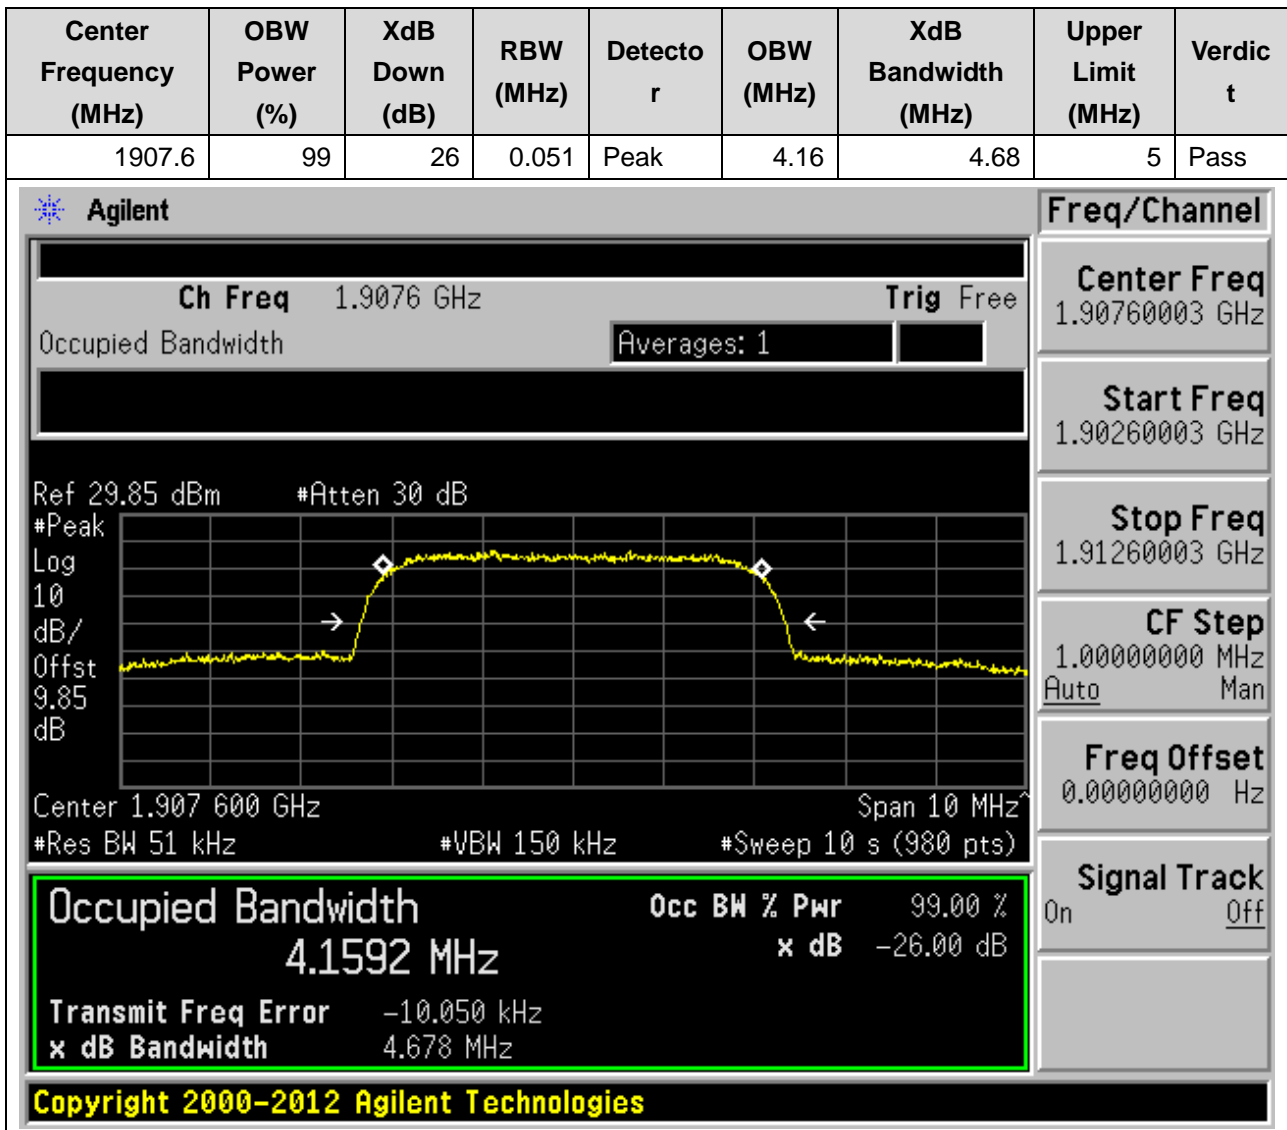 Center Frequency (MHz) OBW Power (%) XdB Down (dB) RBW (MHz) Detecto r OBW (MHz) XdB Bandwidth (MHz) Upper Limit (MHz) Verdic t
1907.6 99 26 0.051 Peak 4.16 4.68 5 Pass
Agilent
Freq/Channel
Ch Freq 1.9076 GHz Trig Free
Occupied Bandwidth Averages: 1
Ref 29.85 dBm #Atten 30 dB
#Peak
Log
10
dB/
Offst
9.85
dB
Center 1.907 600 GHz Span 10 MHz^
#Res BW 51 kHz #VBW 150 kHz #Sweep 10 s (980 pts)
Occupied Bandwidth Occ BW % Pwr 99.00 %
4.1592 MHz x dB -26.00 dB
Transmit Freq Error -10.050 kHz
x dB Bandwidth 4.678 MHz
Center Freq
1.90760003 GHz
Start Freq
1.90260003 GHz
Stop Freq
1.91260003 GHz
CF Step
1.00000000 MHz
Auto Man
Freq Offset
0.00000000 Hz
Signal Track
On Off
Copyright 2000-2012 Agilent Technologies